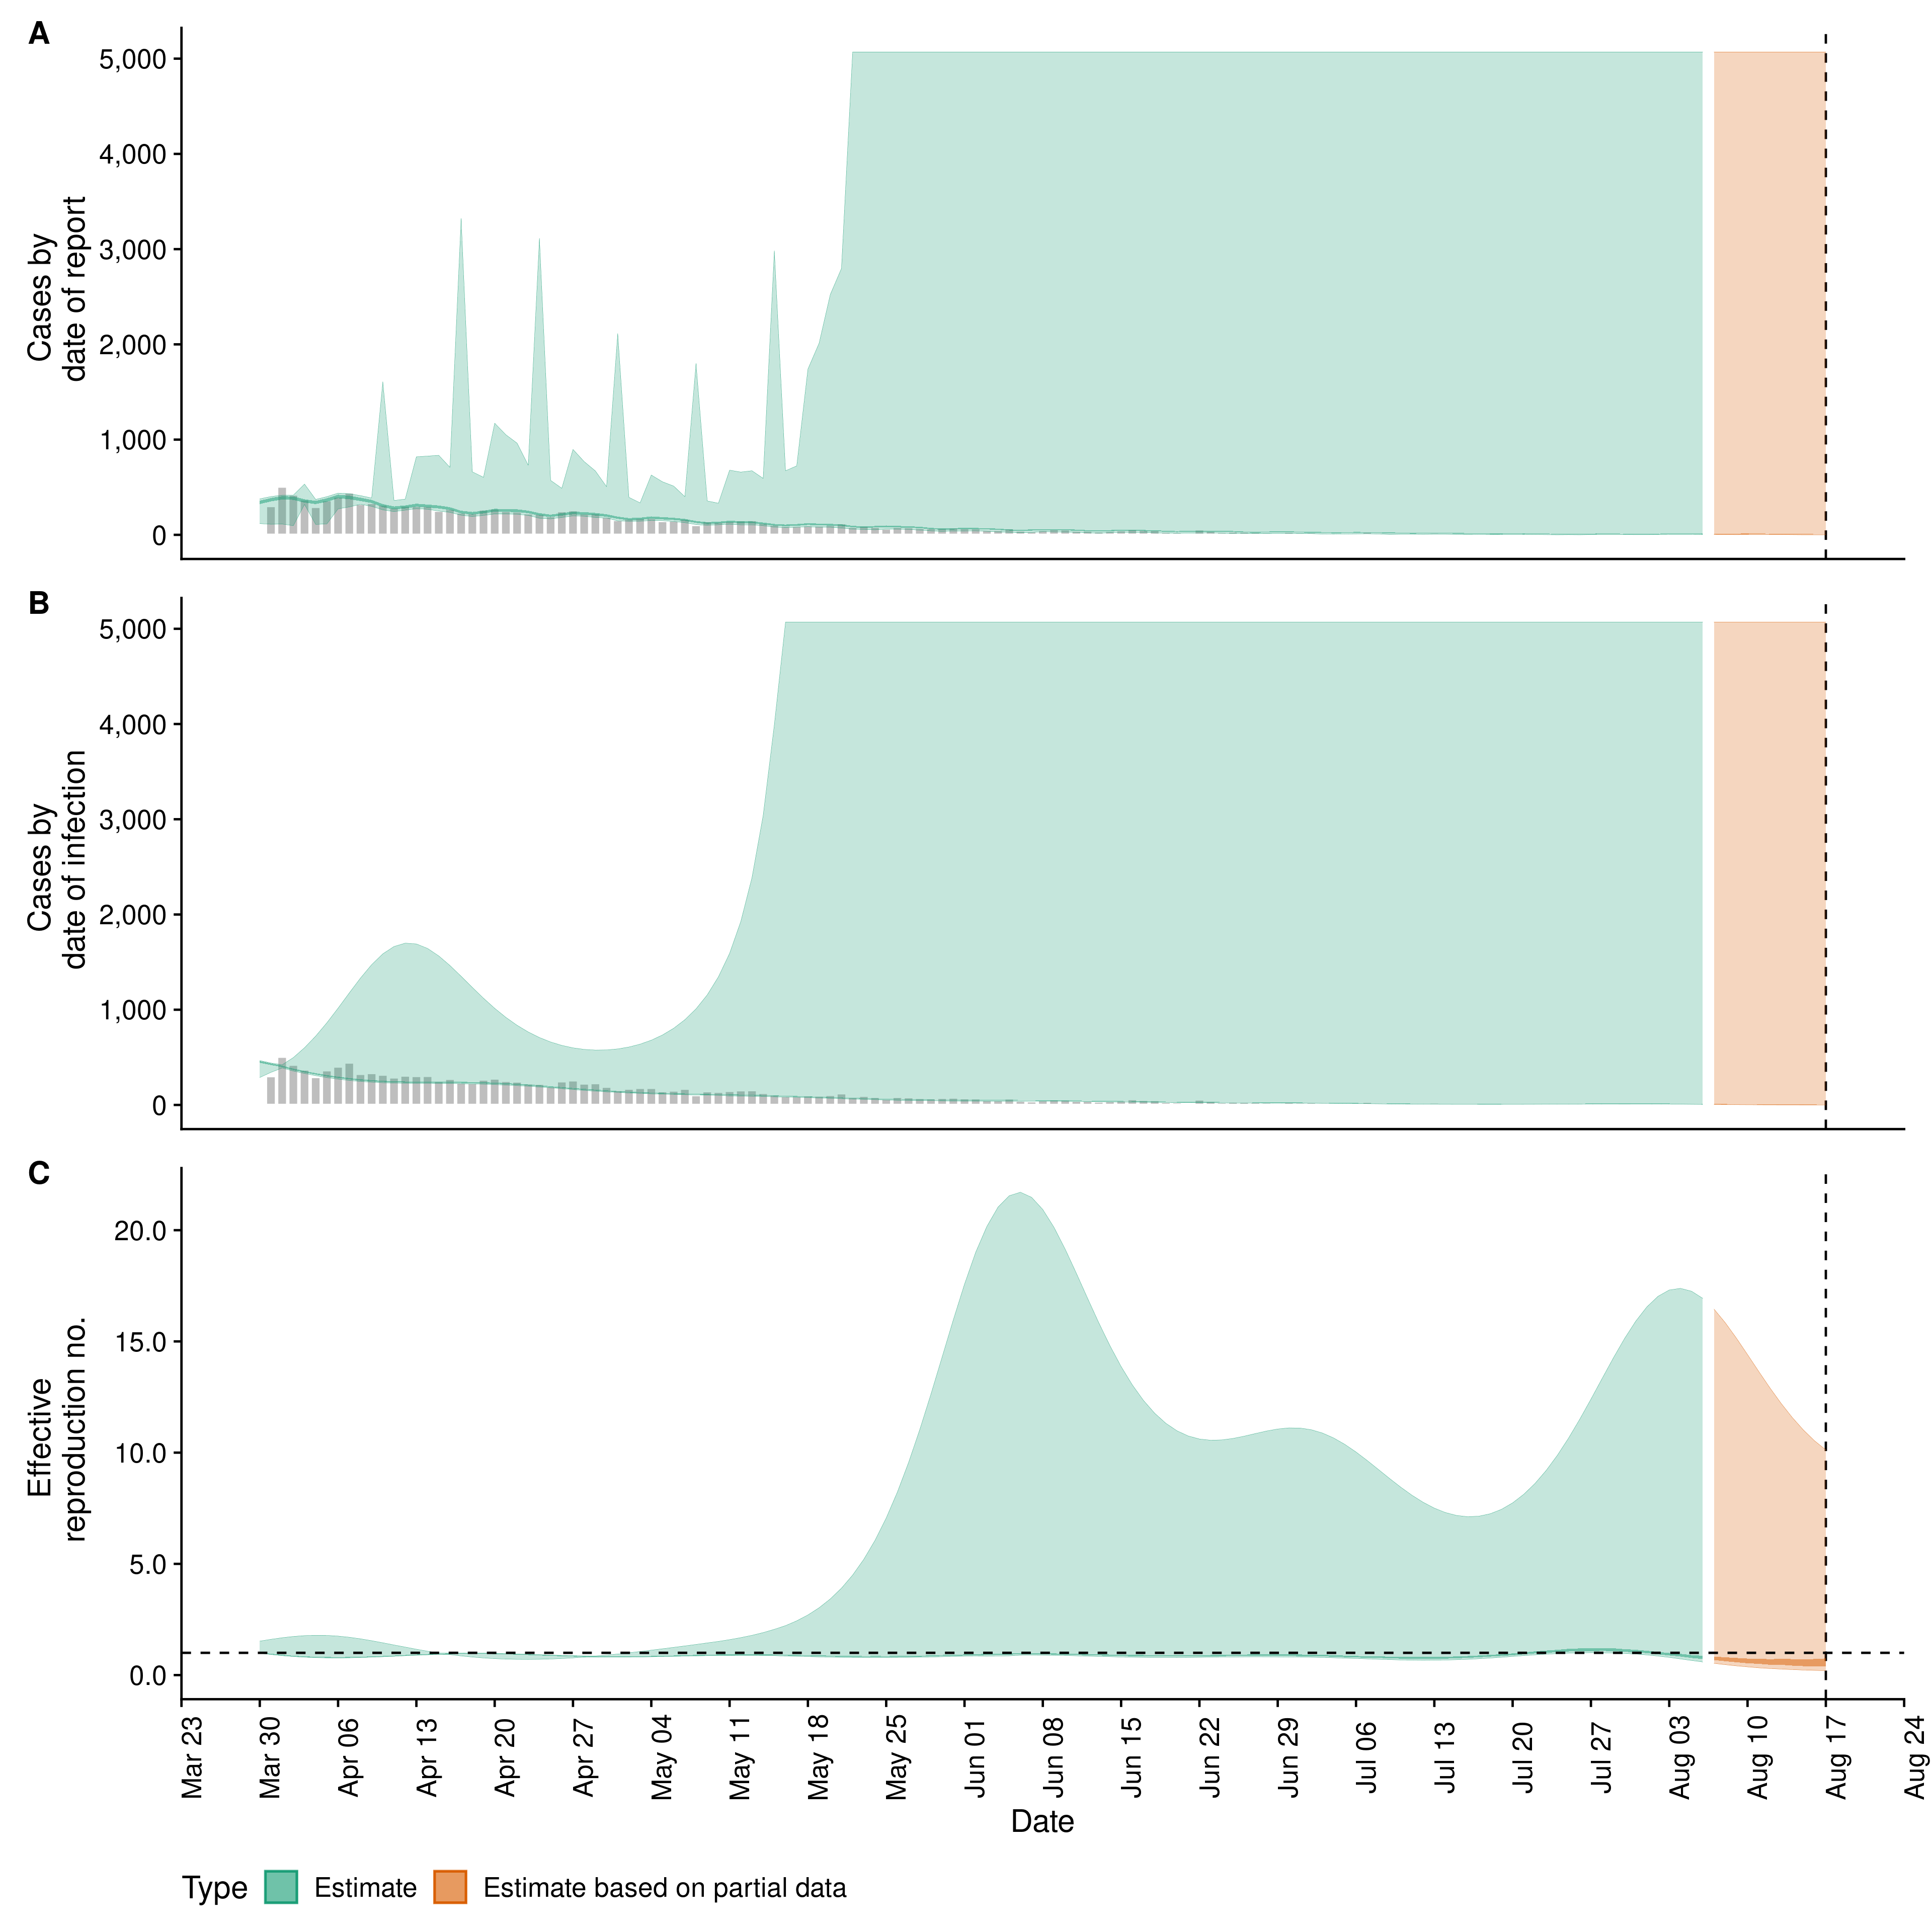 A
5,000
4,000
3,000
2,000
1,000
0
Cases by
date of report
B
5,000
4,000
3,000
2,000
1,000
0
Cases by
date of infection
C
20.0
15.0
10.0
5.0
0.0
Effective
reproduction no.
Mar 23
Mar 30
Apr 06
Apr 13
Apr 20
Apr 27
May 04
May 11
May 18
May 25
Jun 01
Jun 08
Jun 15
Jun 22
Jun 29
Jul 06
Jul 13
Jul 20
Jul 27
Aug 03
Aug 10
Aug 17
Aug 24
Date
Type
Estimate
Estimate based on partial data